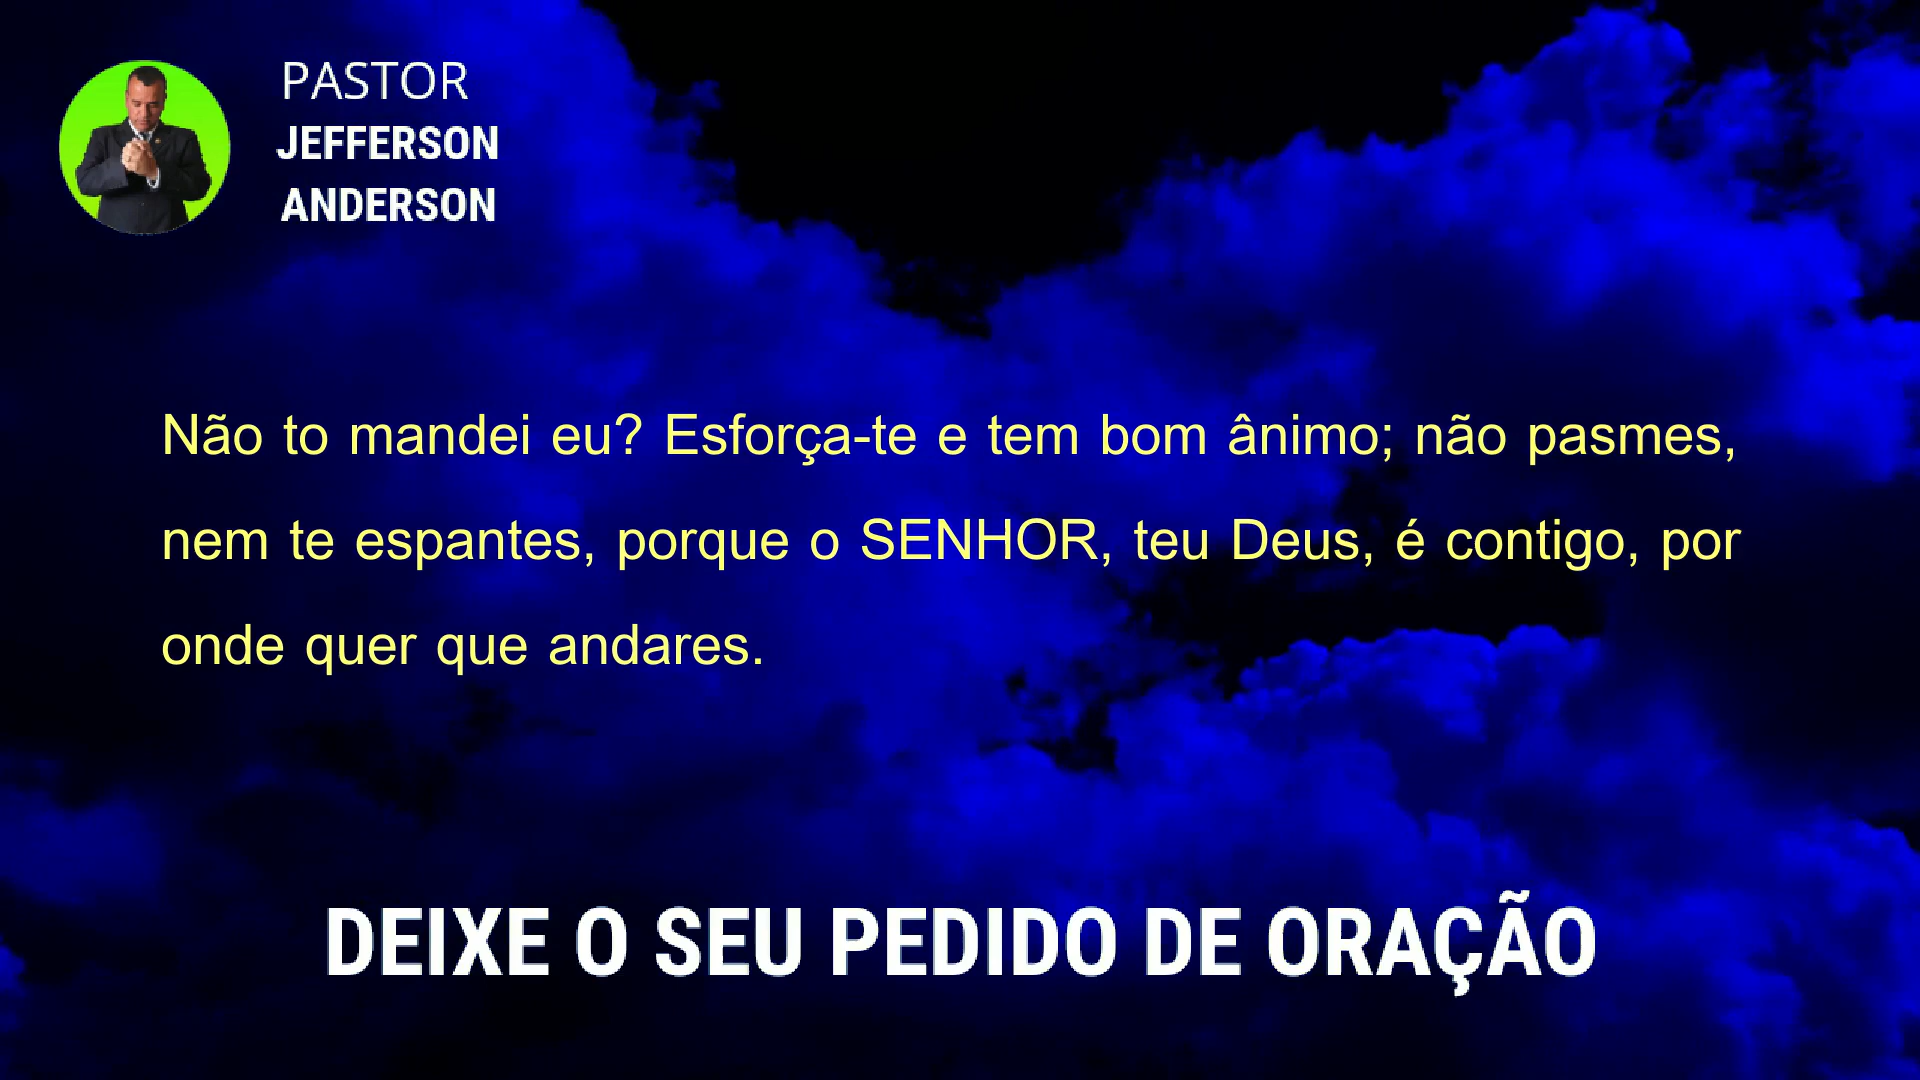 PASTOR
JEFFERSON
ANDERSON
Não to mandei eu? Esforça-te e tem bom ânimo; não pasmes,
nem te espantes, porque o SENHOR, teu Deus, é contigo, por
onde quer que andares.
DEIXE O SEU PEDIDO DE ORAÇÃO